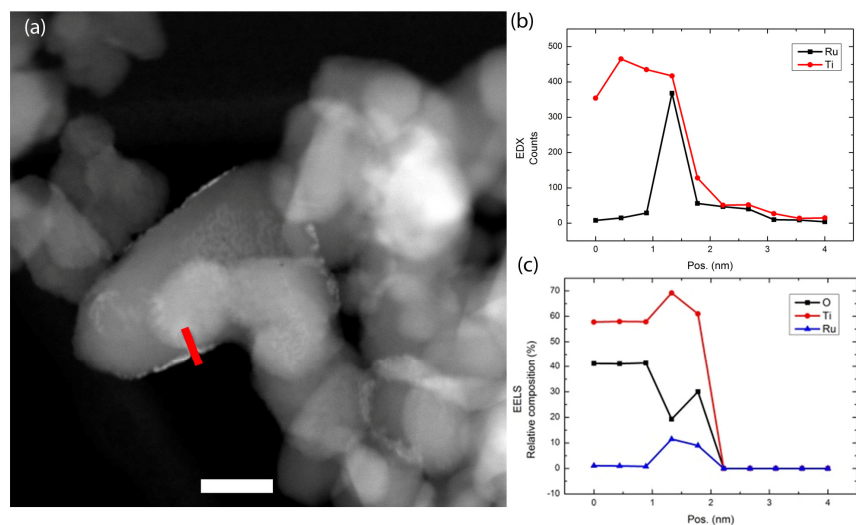 (a)
(b)
500
400
300
200
100
0
EDX
Counts
0
1
2
3
4
Pos. (nm)
Ru
Ti
(c)
70
60
50
40
30
20
10
0
-10
EELS
Relative composition (%)
0
1
2
3
4
Pos. (nm)
O
Ti
Ru